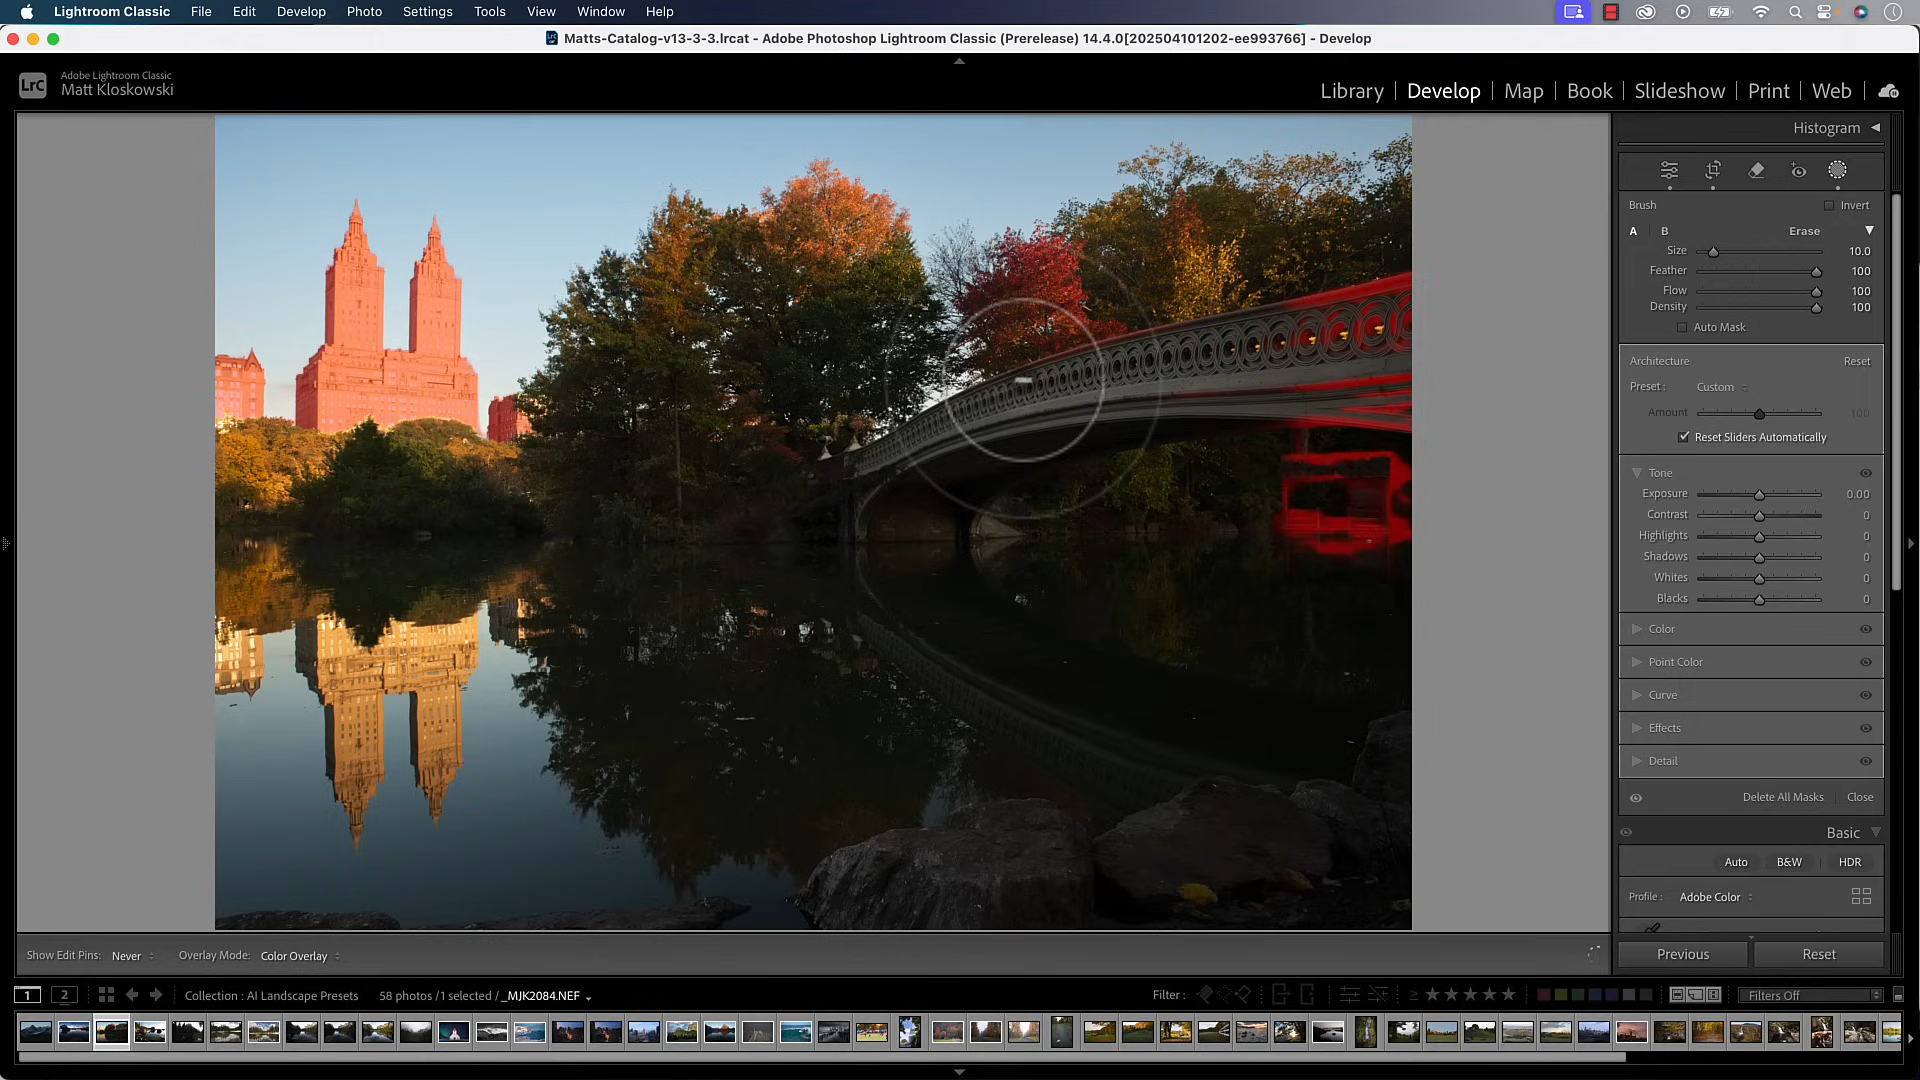 Lightroom Classic File Edit Develop Photo Settings Tools View Window Help
Matts-Catalog-v13-3-3.lrcat - Adobe Photoshop Lightroom Classic (Prerelease) 14.4.0[202504101202-ee993766] - Develop
LrC
Adobe Lightroom Classic
Matt Kloskowski
Library | Develop | Map | Book | Slideshow | Print | Web
Histogram
Brush Invert
A B Erase
Size 10.0
Feather 100
Flow 100
Density 100
Auto Mask
Architecture Reset
Preset : Custom
Amount 100
Reset Sliders Automatically
Tone
Exposure 0.00
Contrast 0
Highlights 0
Shadows 0
Whites 0
Blacks 0
Color
Point Color
Curve
Effects
Detail
Delete All Masks Close
Basic
Auto B&W HDR
Profile : Adobe Color
Previous Reset
Show Edit Pins: Never Overlay Mode: Color Overlay
1 2 Collection : AI Landscape Presets 58 photos /1 selected / _MJK2084.NEF Filter : ≥ Filters Off